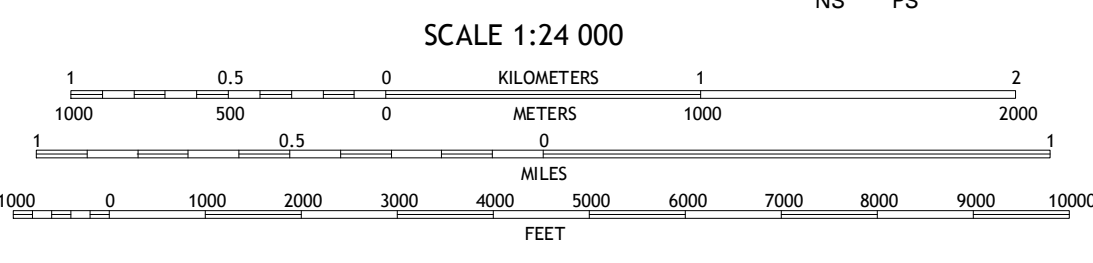 NS PS
SCALE 1:24 000
1 0.5 0 KILOMETERS 1 2
1000 500 0 METERS 1000 2000
1 0.5 0 1
MILES
1000 0 1000 2000 3000 4000 5000 6000 7000 8000 9000 10000
FEET